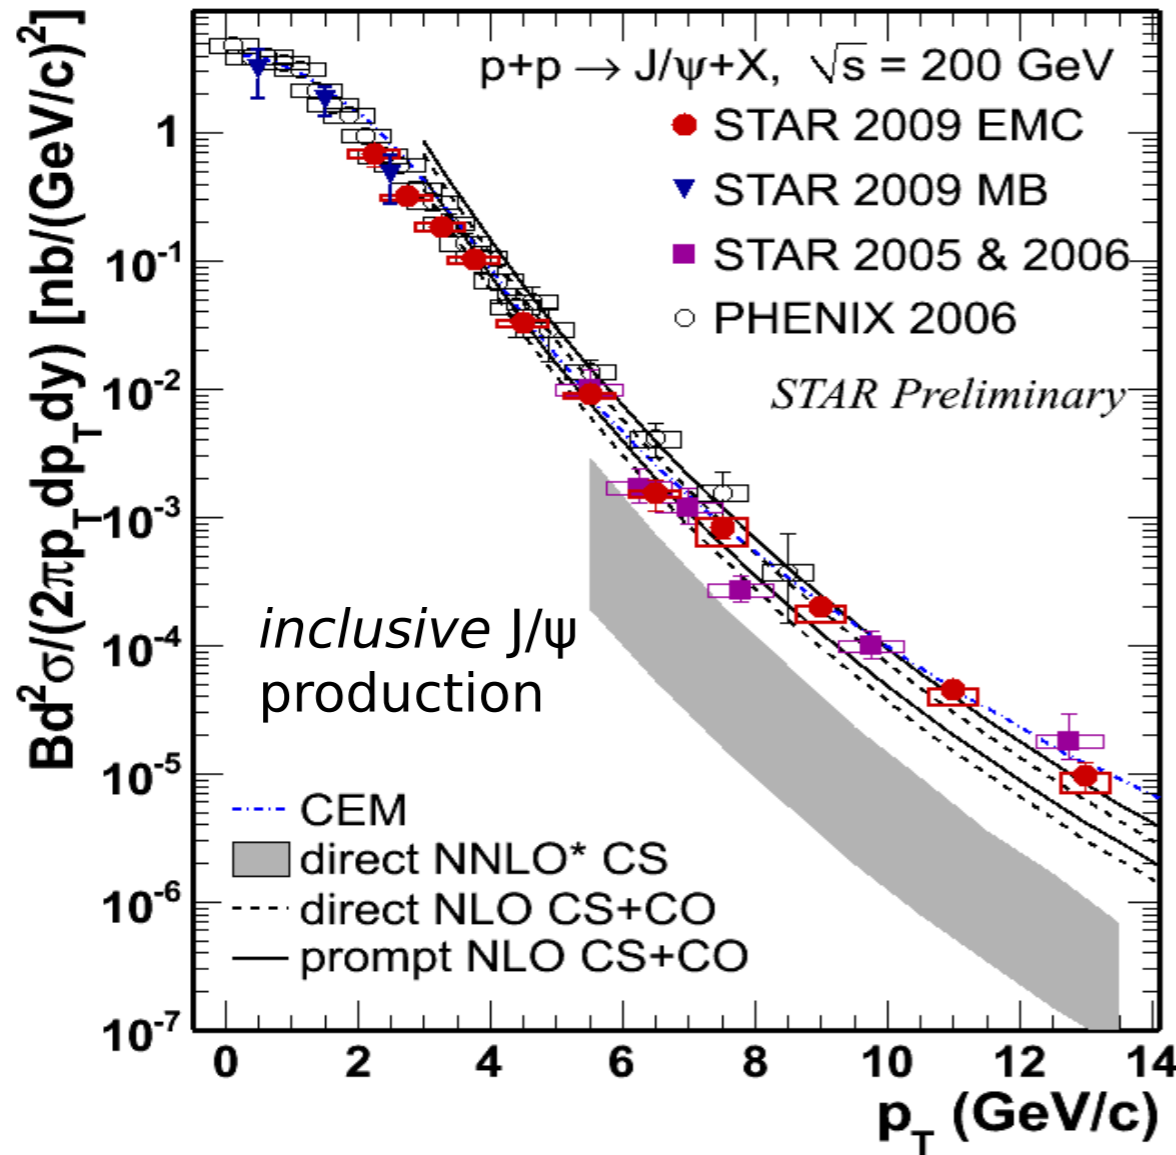 p+p → J/ψ+X, √s = 200 GeV
STAR 2009 EMC
STAR 2009 MB
STAR 2005 & 2006
PHENIX 2006
STAR Preliminary
inclusive J/ψ
production
CEM
direct NNLO* CS
direct NLO CS+CO
prompt NLO CS+CO
Bd²σ/(2πp_T dp_T dy) [nb/(GeV/c)²]
1
10⁻¹
10⁻²
10⁻³
10⁻⁴
10⁻⁵
10⁻⁶
10⁻⁷
0 2 4 6 8 10 12 14
p_T (GeV/c)